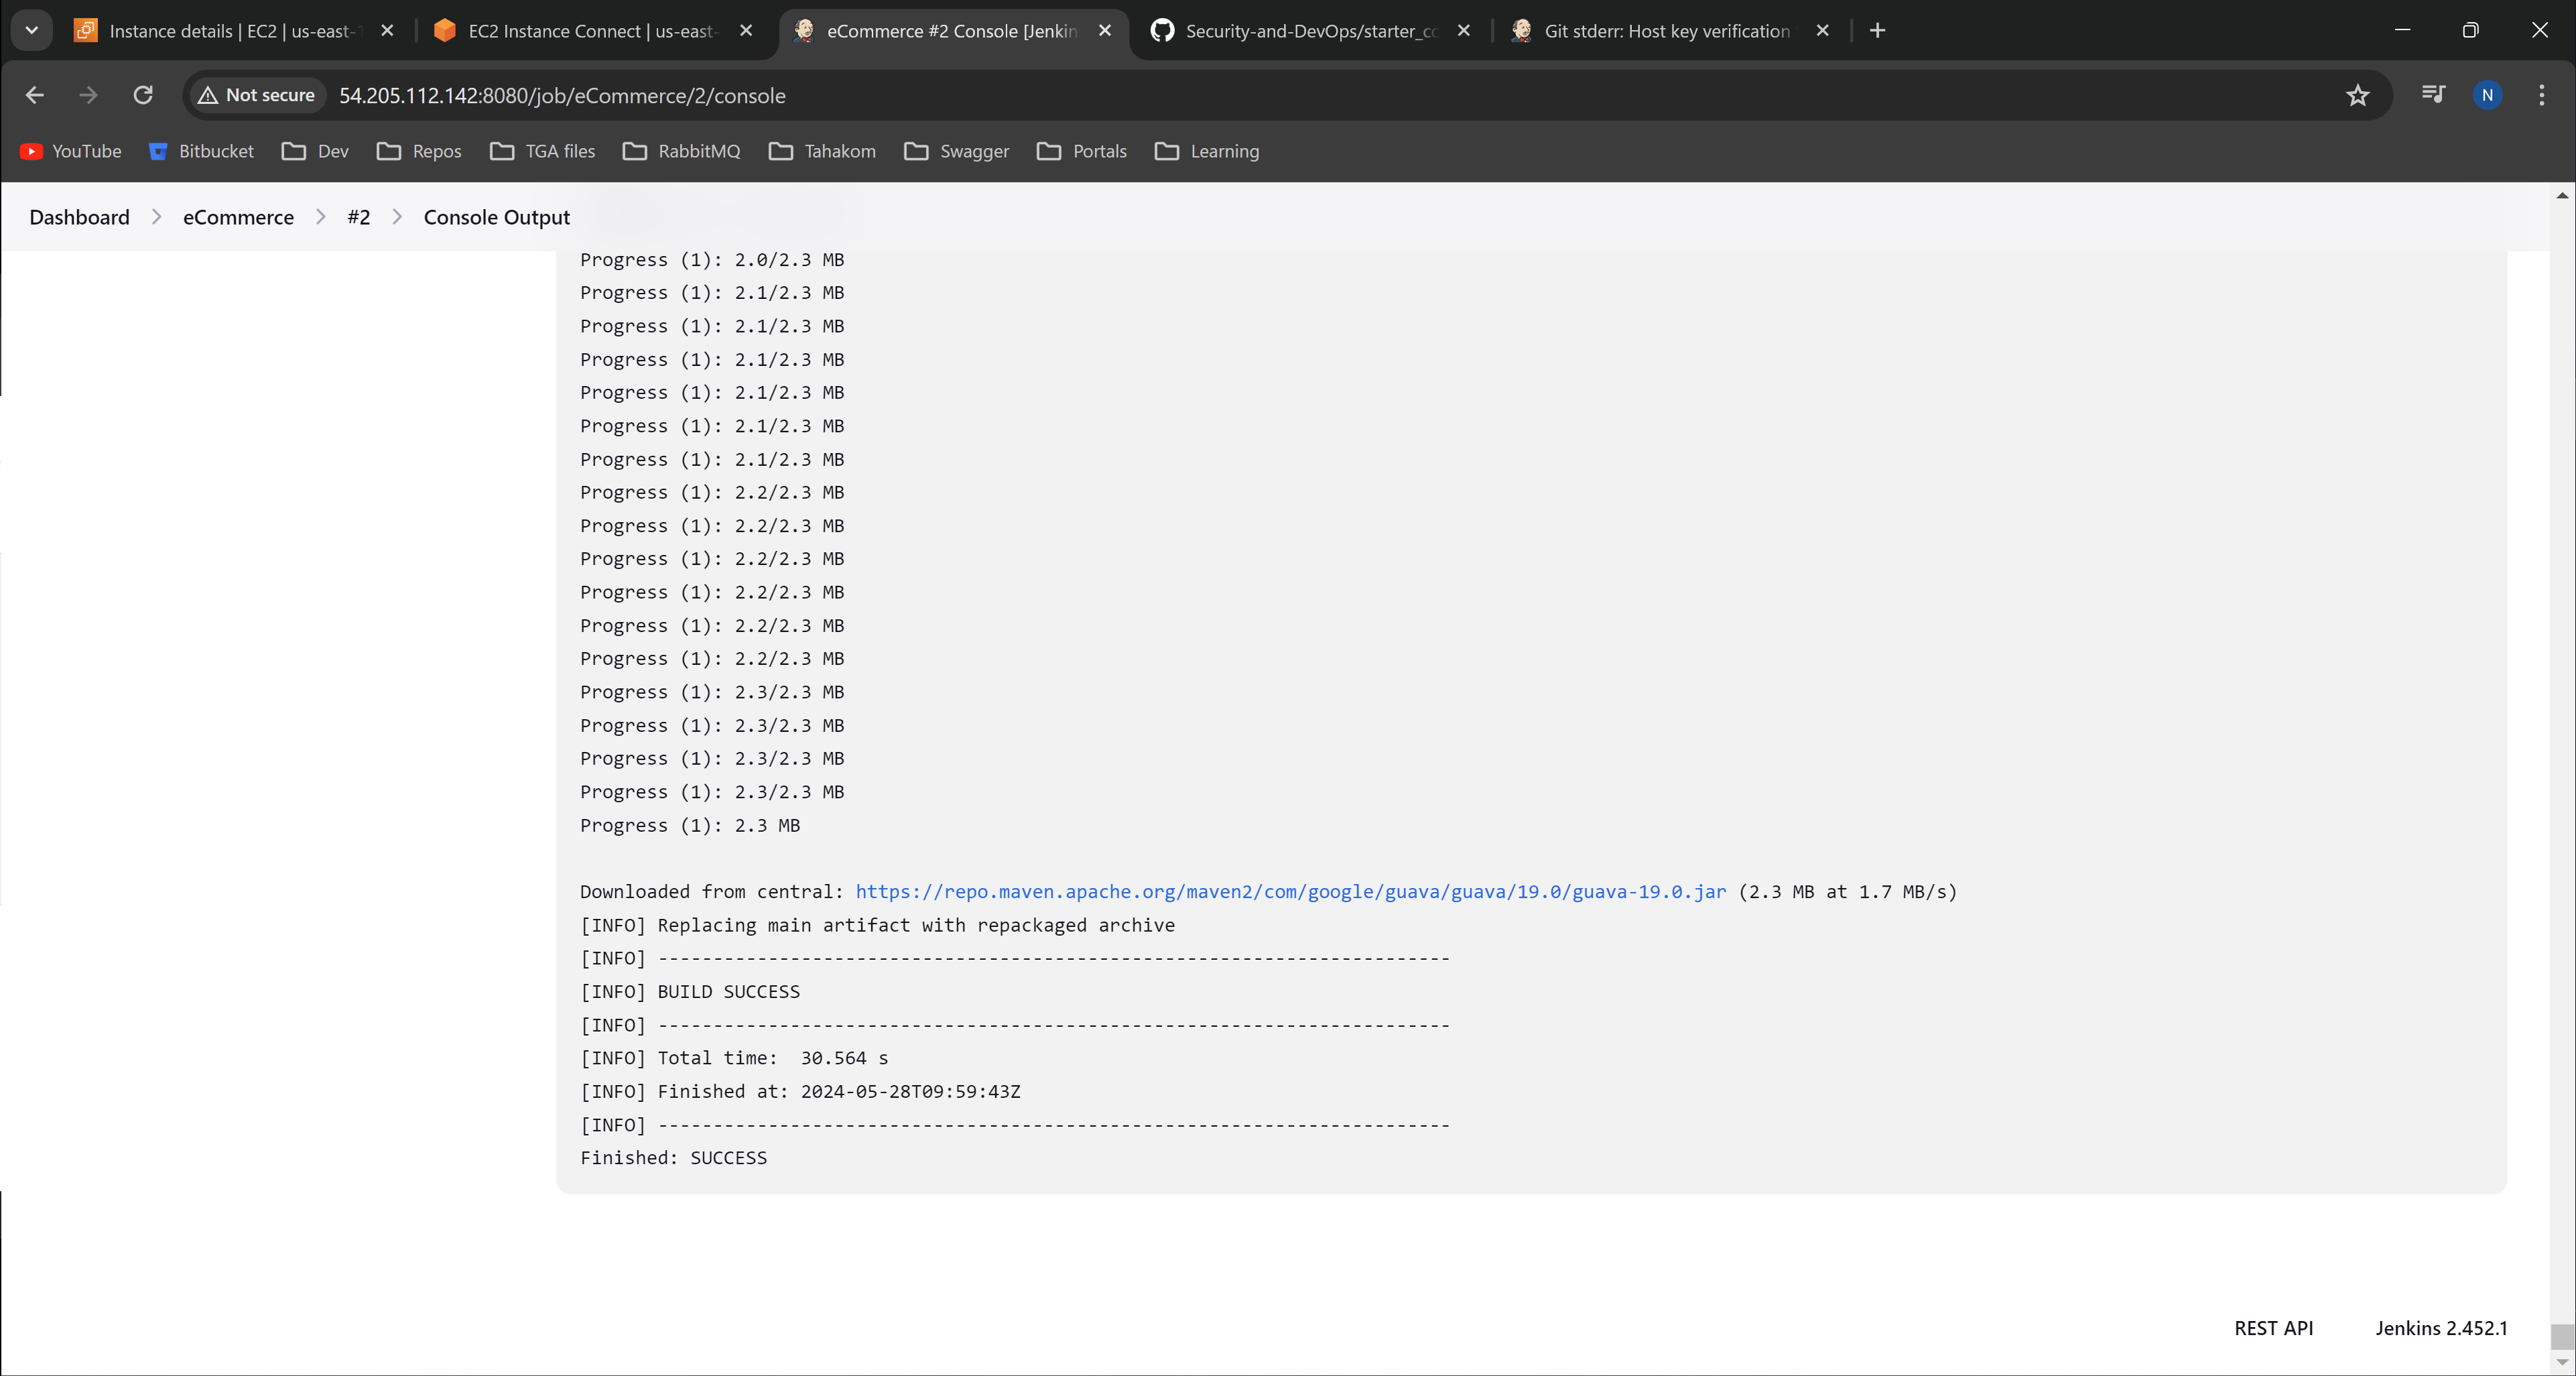 Instance details | EC2 | us-east-1
EC2 Instance Connect | us-east-
eCommerce #2 Console [Jenkin
Security-and-DevOps/starter_co
Git stderr: Host key verification
Not secure
54.205.112.142:8080/job/eCommerce/2/console
N
YouTube
Bitbucket
Dev
Repos
TGA files
RabbitMQ
Tahakom
Swagger
Portals
Learning
Dashboard
eCommerce
#2
Console Output
Progress (1): 2.0/2.3 MB
Progress (1): 2.1/2.3 MB
Progress (1): 2.1/2.3 MB
Progress (1): 2.1/2.3 MB
Progress (1): 2.1/2.3 MB
Progress (1): 2.1/2.3 MB
Progress (1): 2.1/2.3 MB
Progress (1): 2.2/2.3 MB
Progress (1): 2.2/2.3 MB
Progress (1): 2.2/2.3 MB
Progress (1): 2.2/2.3 MB
Progress (1): 2.2/2.3 MB
Progress (1): 2.2/2.3 MB
Progress (1): 2.3/2.3 MB
Progress (1): 2.3/2.3 MB
Progress (1): 2.3/2.3 MB
Progress (1): 2.3/2.3 MB
Progress (1): 2.3 MB
Downloaded from central: https://repo.maven.apache.org/maven2/com/google/guava/guava/19.0/guava-19.0.jar (2.3 MB at 1.7 MB/s)
[INFO] Replacing main artifact with repackaged archive
[INFO] ------------------------------------------------------------------------
[INFO] BUILD SUCCESS
[INFO] ------------------------------------------------------------------------
[INFO] Total time:  30.564 s
[INFO] Finished at: 2024-05-28T09:59:43Z
[INFO] ------------------------------------------------------------------------
Finished: SUCCESS
REST API
Jenkins 2.452.1